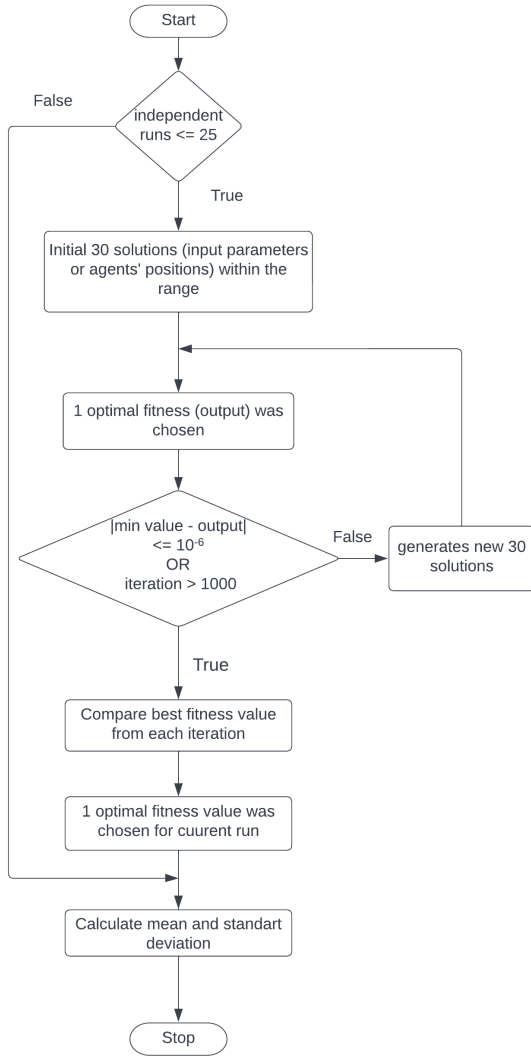 Start
False
independent
runs <= 25
True
Initial 30 solutions (input parameters
or agents' positions) within the
range
1 optimal fitness (output) was
chosen
|min value - output|
<= 10-6
OR
iteration > 1000
False
generates new 30
solutions
True
Compare best fitness value
from each iteration
1 optimal fitness value was
chosen for cuurent run
Calculate mean and standart
deviation
Stop